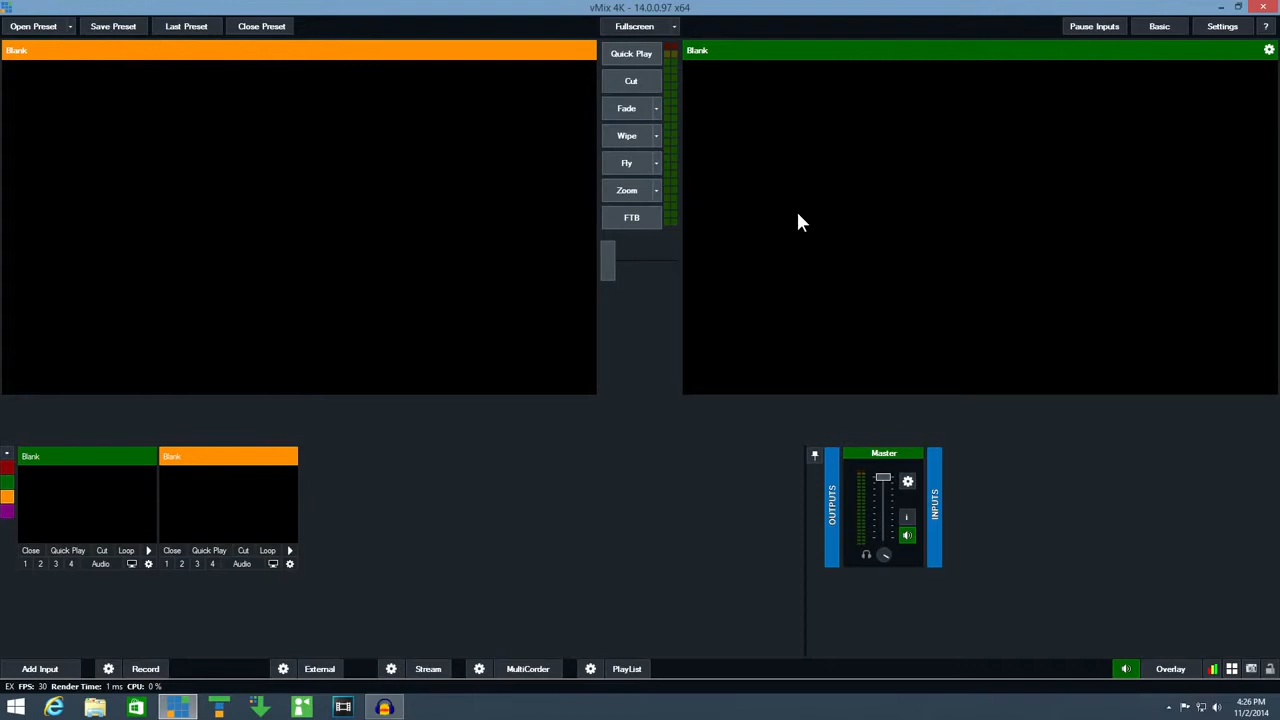 vMix 4K - 14.0.0.97 x64
Open Preset Save Preset Last Preset Close Preset Fullscreen Pause Inputs Basic Settings ?
Blank Blank
Quick Play
Cut
Fade
Wipe
Fly
Zoom
FTB
Blank Blank Master
OUTPUTS INPUTS
Close Quick Play Cut Loop Close Quick Play Cut Loop
1 2 3 4 Audio 1 2 3 4 Audio
Add Input Record External Stream MultiCorder PlayList Overlay
EX FPS: 30 Render Time: 1 ms CPU: 0 %
4:26 PM
11/2/2014